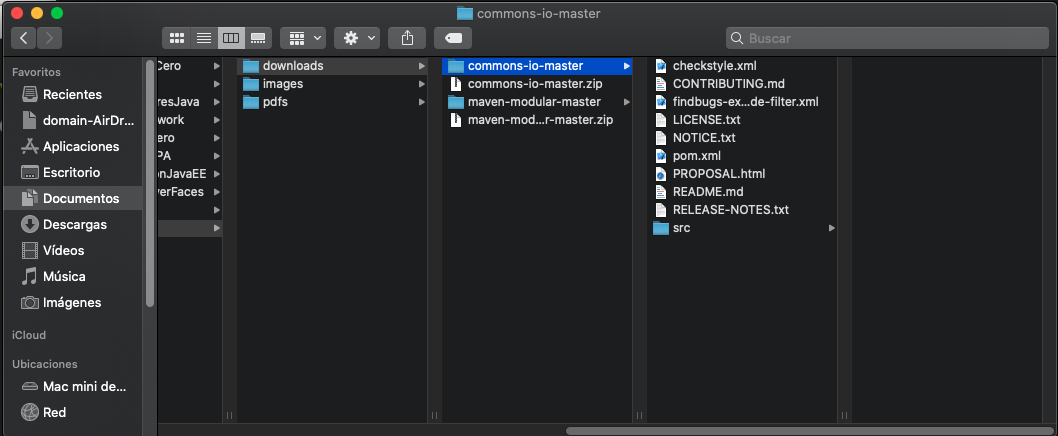 commons-io-master
Buscar
Favoritos
Recientes
domain-AirDr...
Aplicaciones
Escritorio
Documentos
Descargas
Vídeos
Música
Imágenes
iCloud
Ubicaciones
Mac mini de...
Red
Cero
resJava
work
ero
PA
onJavaEE
erFaces
downloads
images
pdfs
commons-io-master
commons-io-master.zip
maven-modular-master
maven-mod...r-master.zip
checkstyle.xml
CONTRIBUTING.md
findbugs-ex...de-filter.xml
LICENSE.txt
NOTICE.txt
pom.xml
PROPOSAL.html
README.md
RELEASE-NOTES.txt
src